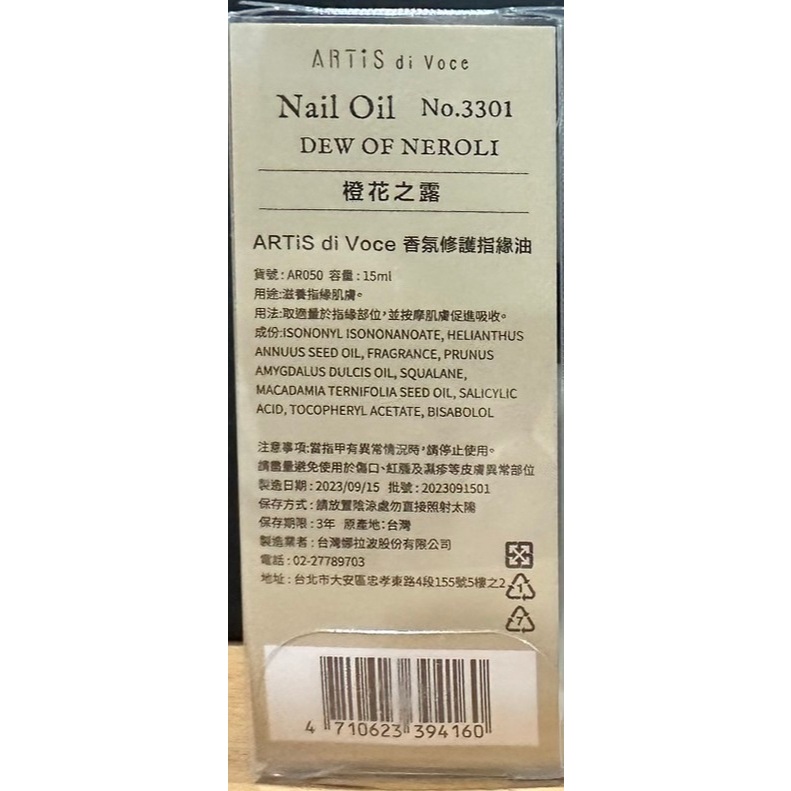 ARTiS di Voce
Nail Oil No.3301
DEW OF NEROLI
橙花之露
ARTiS di Voce 香氛修護指緣油
貨號:AR050 容量:15ml
用途:滋養指緣肌膚。
用法:取適量於指緣部位,並按摩肌膚促進吸收。
成份:ISONONYL ISONONANOATE, HELIANTHUS
ANNUUS SEED OIL, FRAGRANCE, PRUNUS
AMYGDALUS DULCIS OIL, SQUALANE,
MACADAMIA TERNIFOLIA SEED OIL, SALICYLIC
ACID, TOCOPHERYL ACETATE, BISABOLOL
注意事項:當指甲有異常情況時,請停止使用。
請盡量避免使用於傷口、紅腫及濕疹等皮膚異常部位
製造日期:2023/09/15 批號:2023091501
保存方式:請放置陰涼處勿直接照射太陽
保存期限:3年 原產地:台灣
製造業者:台灣娜拉波股份有限公司
電話:02-27789703
地址:台北市大安區忠孝東路4段155號5樓之2
1
7
4 710623 394160